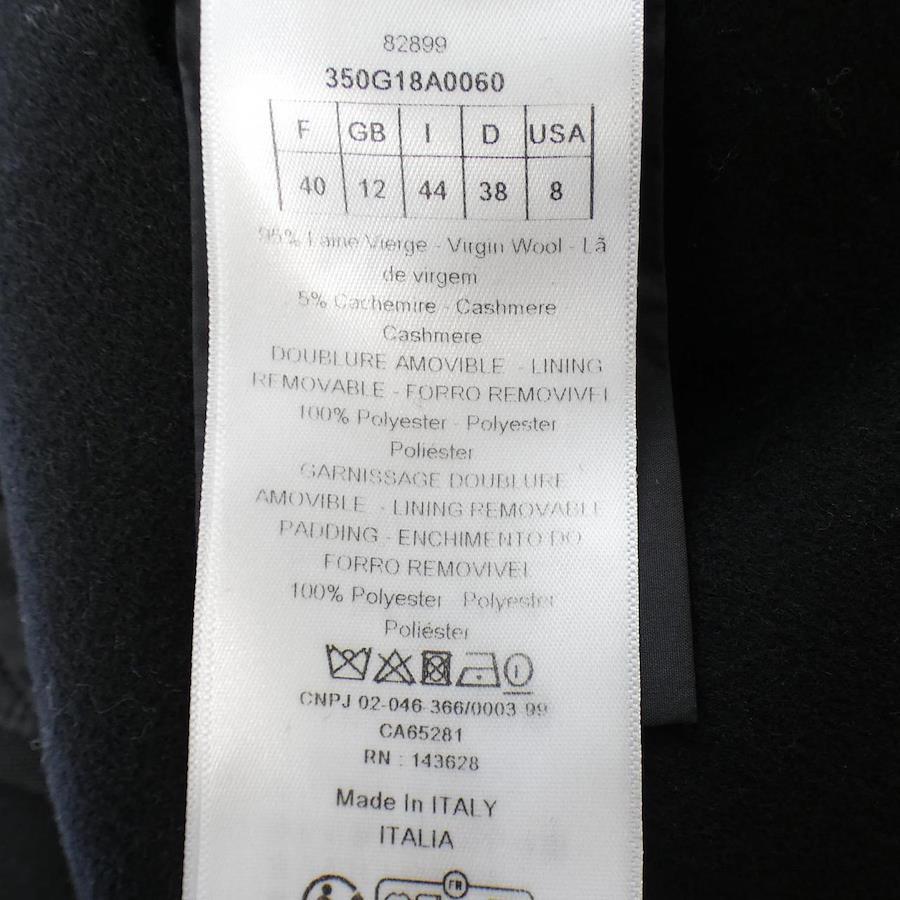 82899
350G18A0060
F GB I D USA
40 12 44 38 8
95% Laine Vierge - Virgin Wool - Lã
de virgem
5% Cachemire - Cashmere
Cashmere
DOUBLURE AMOVIBLE - LINING
REMOVABLE - FORRO REMOVIVEL
100% Polyester - Polyester
Poliéster
GARNISSAGE DOUBLURE
AMOVIBLE - LINING REMOVABLE
PADDING - ENCHIMENTO DO
FORRO REMOVIVEL
100% Polyester - Polyester
Poliéster
CNPJ 02-046-366/0003 99
CA65281
RN : 143628
Made In ITALY
ITALIA
FR